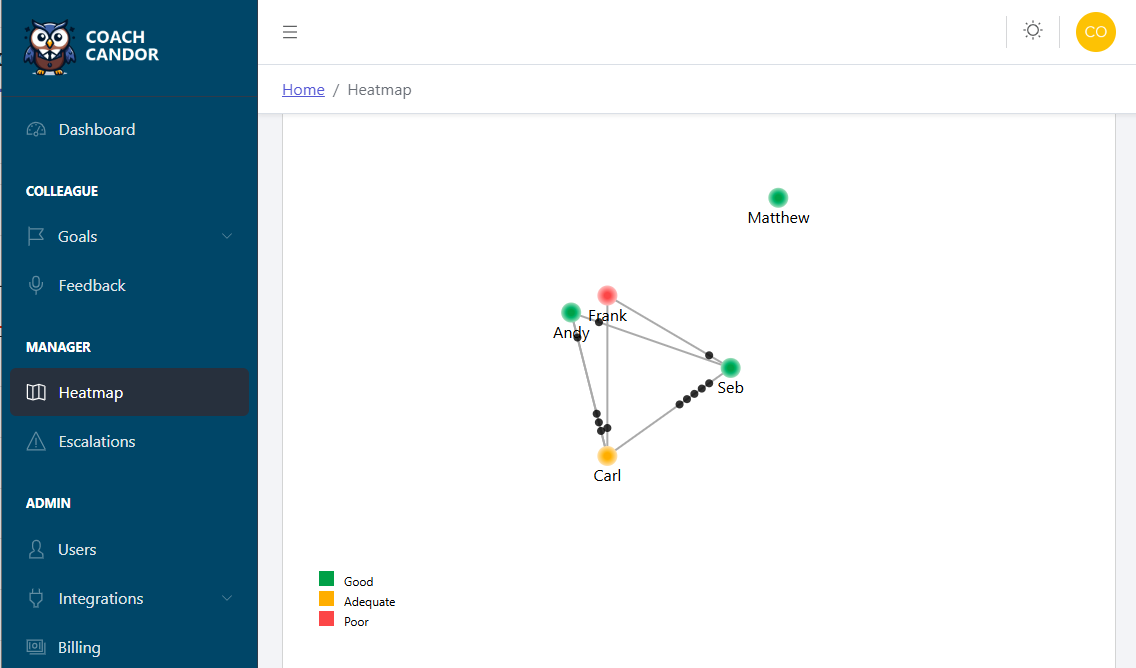 COACH
CANDOR
CO
Home / Heatmap
Dashboard
COLLEAGUE
Goals
Feedback
MANAGER
Heatmap
Escalations
ADMIN
Users
Integrations
Billing
Matthew
Frank
Andy
Seb
Carl
Good
Adequate
Poor